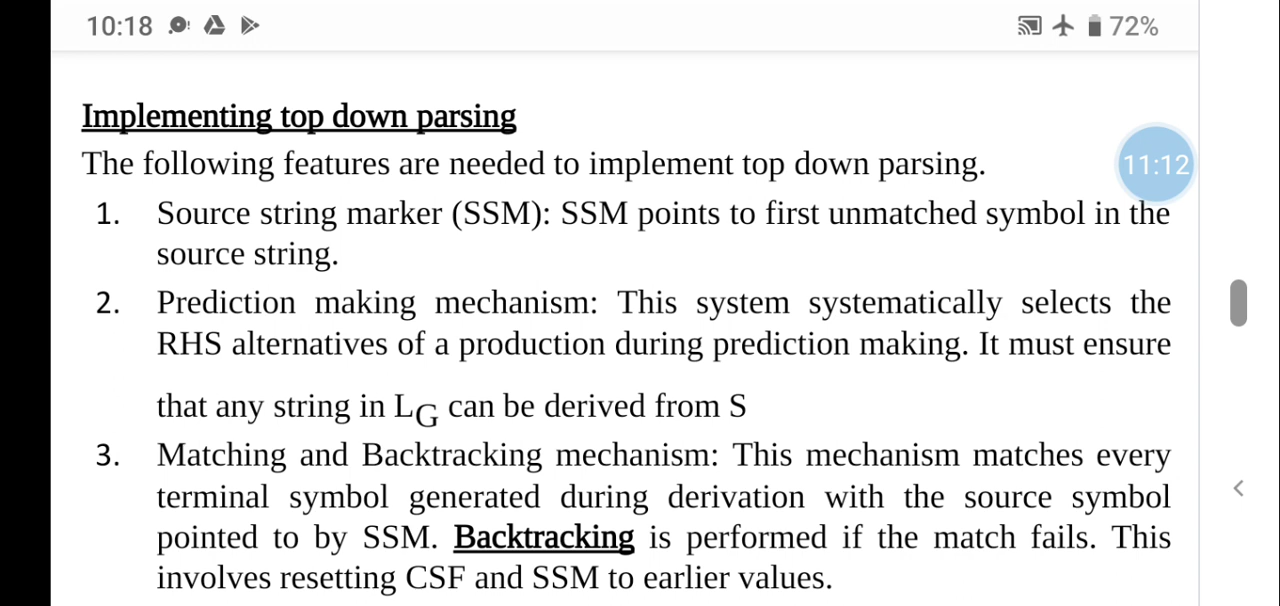 10:18 72%
Implementing top down parsing
The following features are needed to implement top down parsing.
11:12
1. Source string marker (SSM): SSM points to first unmatched symbol in the
source string.
2. Prediction making mechanism: This system systematically selects the
RHS alternatives of a production during prediction making. It must ensure
that any string in LG can be derived from S
3. Matching and Backtracking mechanism: This mechanism matches every
terminal symbol generated during derivation with the source symbol
pointed to by SSM. Backtracking is performed if the match fails. This
involves resetting CSF and SSM to earlier values.